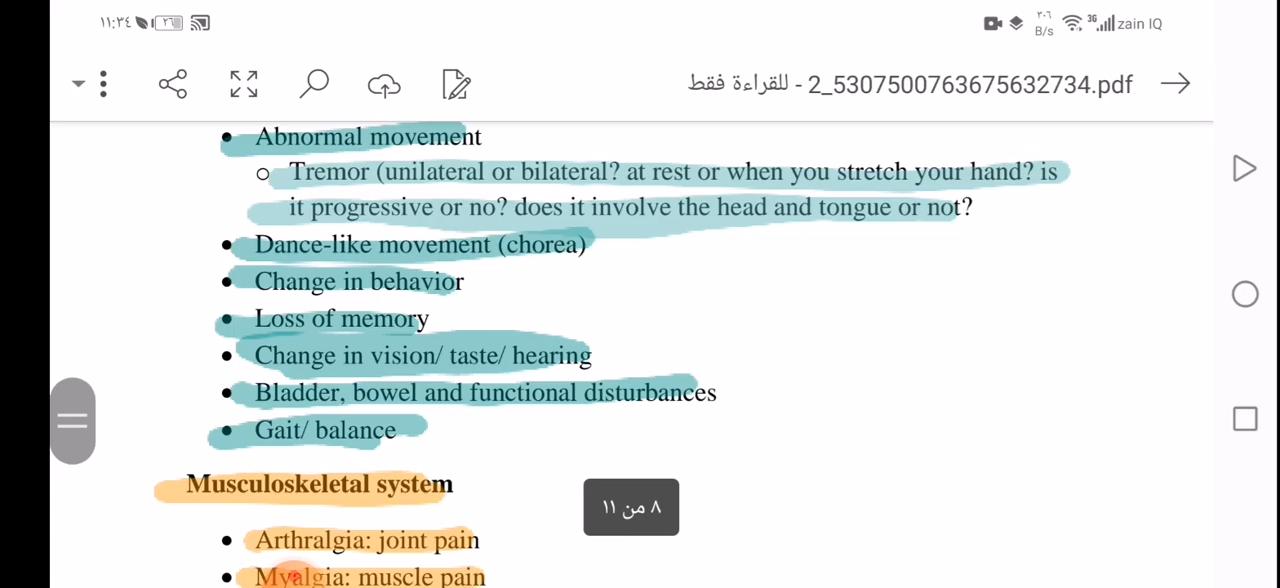 ١١:٣٤ ٢٦ ٣٠٦ B/s 3G zain IQ
2_5307500763675632734.pdf - للقراءة فقط
• Abnormal movement
o Tremor (unilateral or bilateral? at rest or when you stretch your hand? is
it progressive or no? does it involve the head and tongue or not?
• Dance-like movement (chorea)
• Change in behavior
• Loss of memory
• Change in vision/ taste/ hearing
• Bladder, bowel and functional disturbances
• Gait/ balance
Musculoskeletal system
٨ من ١١
• Arthralgia: joint pain
• Myalgia: muscle pain